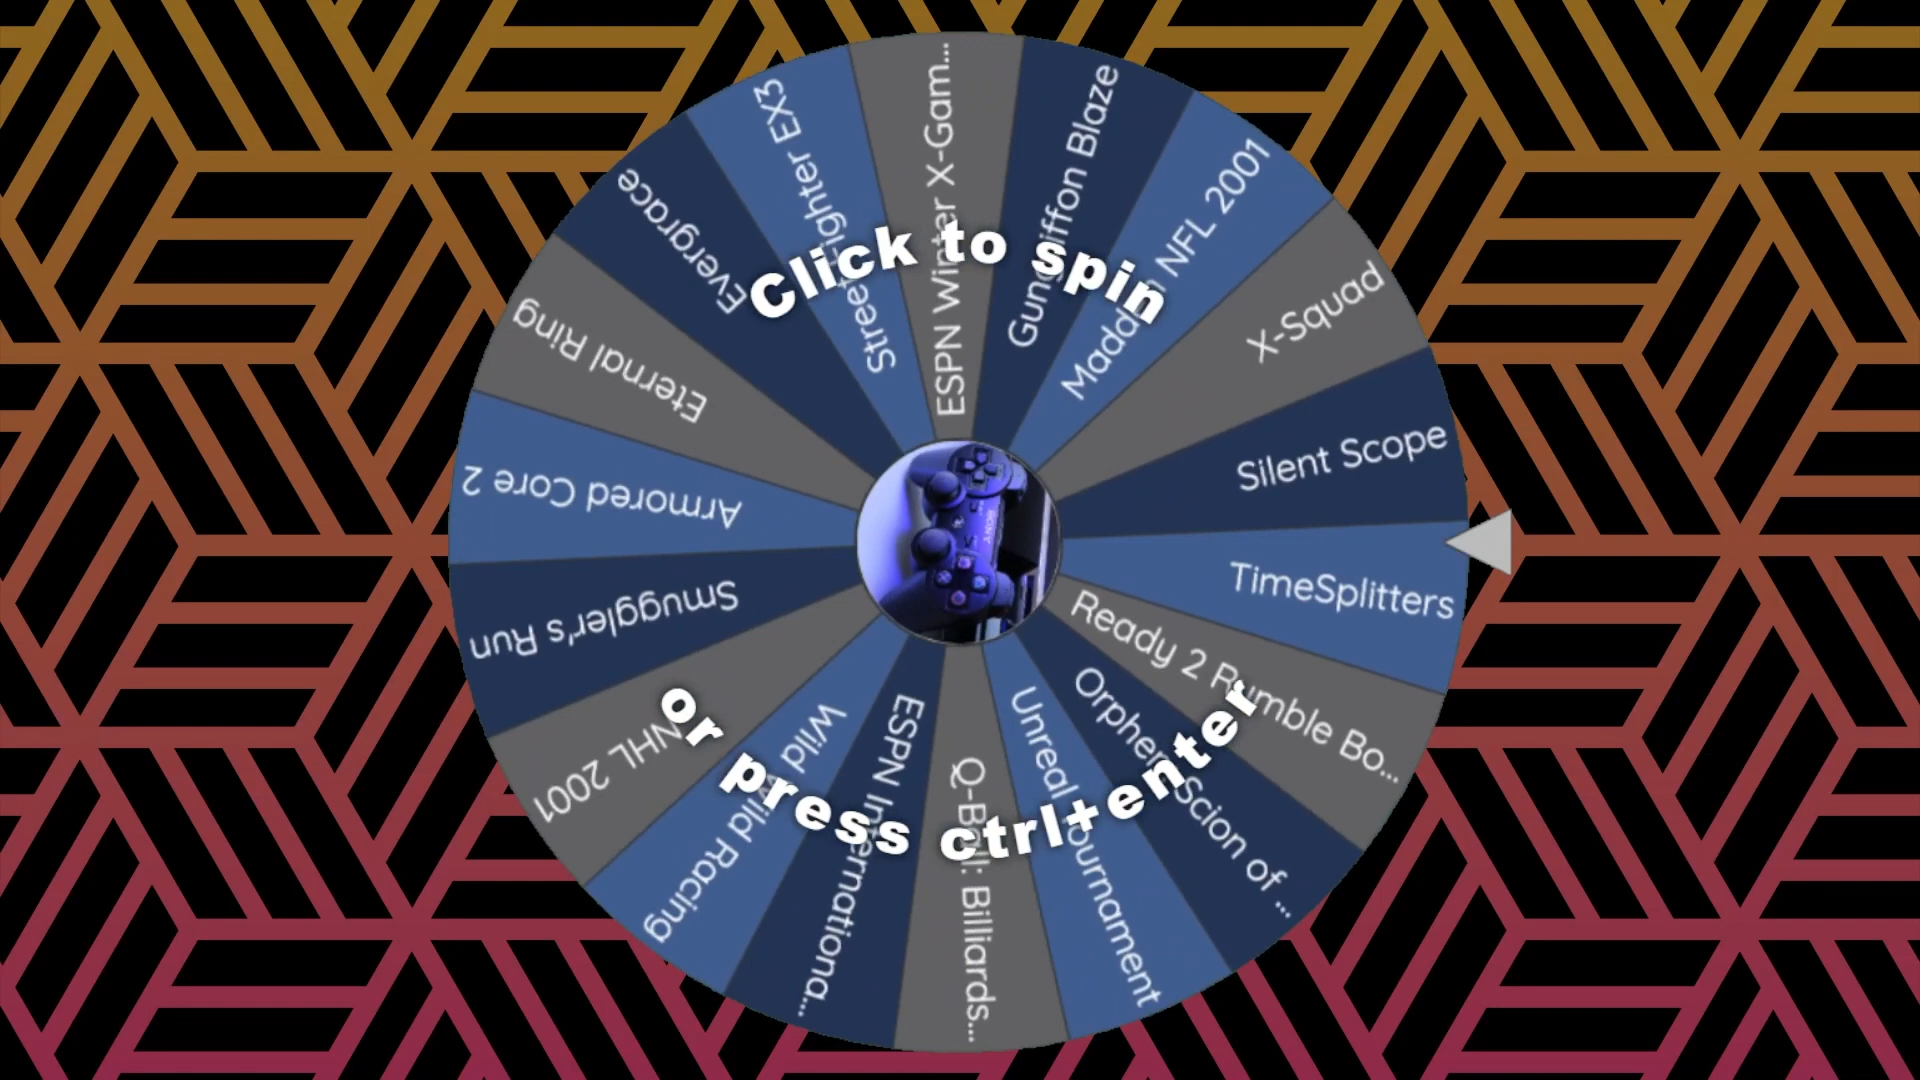 Click to spin
or press ctrl+enter
ESPN Winter X-Gam...
Gungriffon Blaze
Madden NFL 2001
X-Squad
Silent Scope
TimeSplitters
Ready 2 Rumble Bo...
Orphen: Scion of ...
Unreal Tournament
Q-Ball: Billiards...
ESPN Internationa...
Wild Wild Racing
NHL 2001
Smuggler's Run
Armored Core 2
Eternal Ring
Evergrace
Street Fighter EX3
SONY